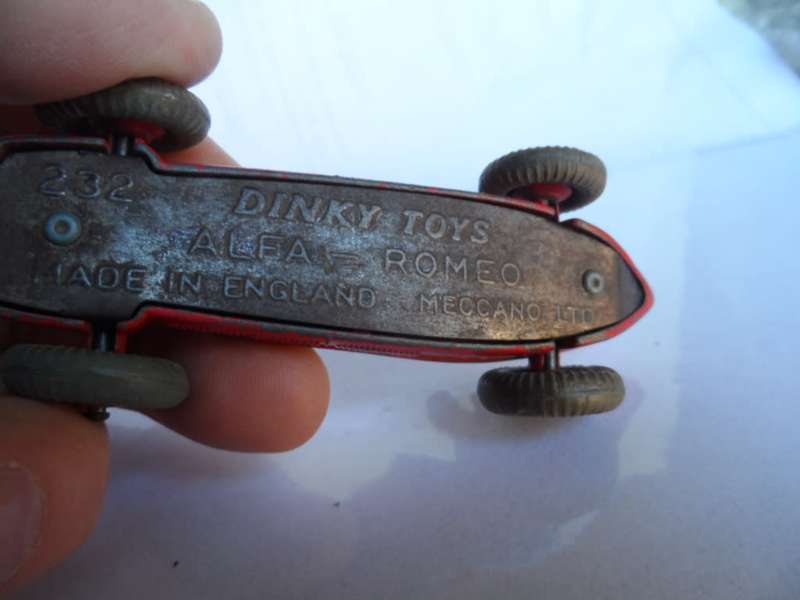 232
DINKY TOYS
ALFA - ROMEO
MADE IN ENGLAND MECCANO LTD